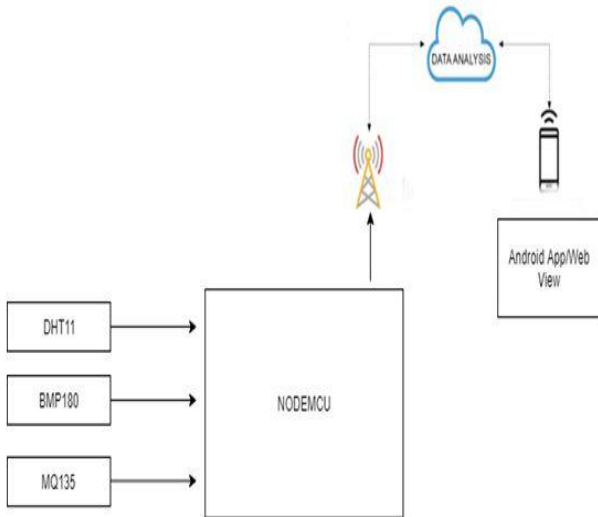 DATA ANALYSIS
Android App/Web
View
DHT11
BMP180
NODEMCU
MQ135